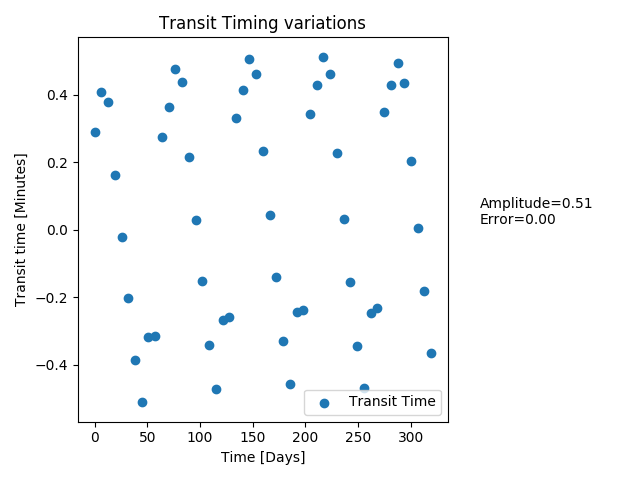 Transit Timing variations
Transit time [Minutes]
0.4
0.2
0.0
−0.2
−0.4
Amplitude=0.51
Error=0.00
Transit Time
0
50
100
150
200
250
300
Time [Days]